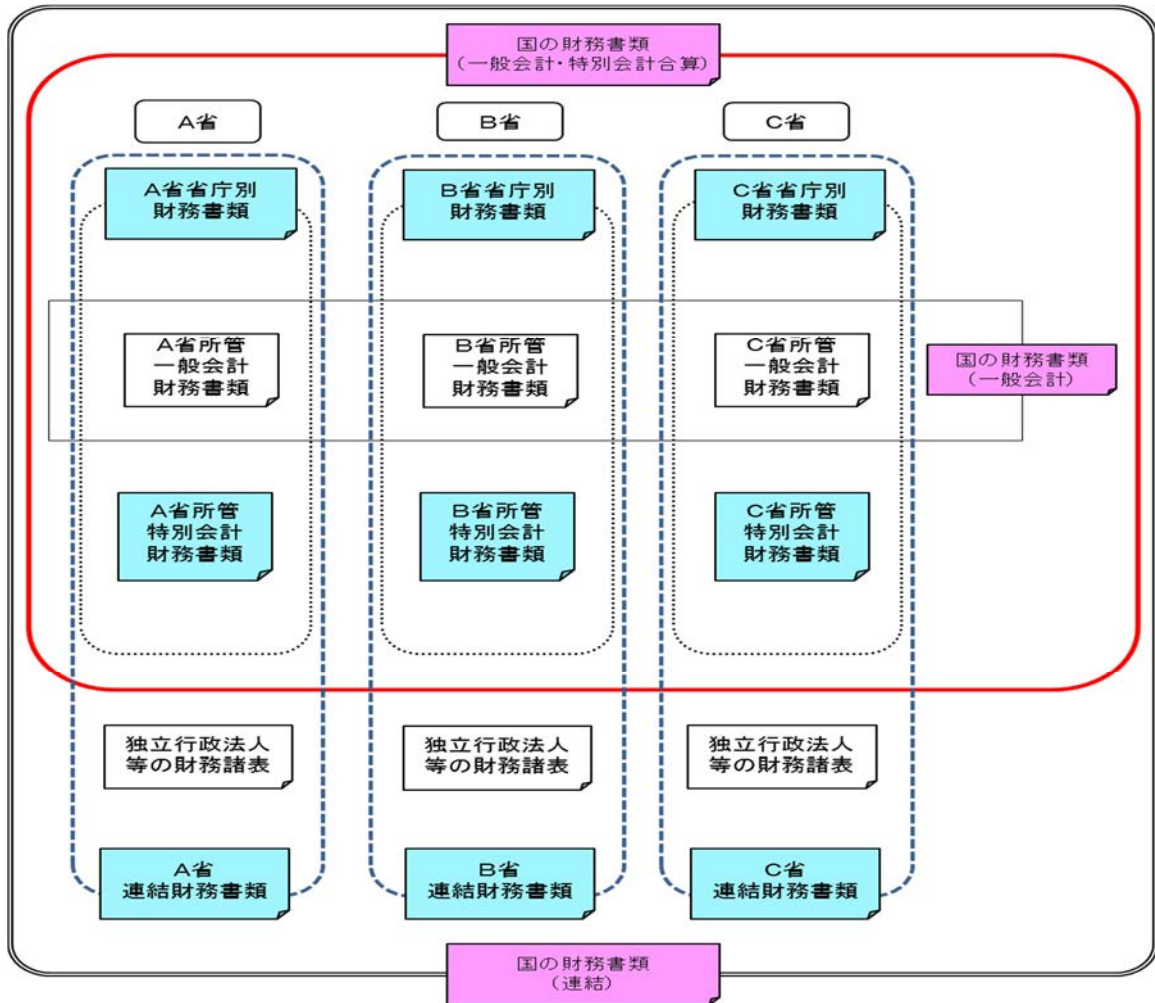 国の財務書類
(一般会計・特別会計合算)
A省
B省
C省
A省省庁別
財務書類
B省省庁別
財務書類
C省省庁別
財務書類
A省所管
一般会計
財務書類
B省所管
一般会計
財務書類
C省所管
一般会計
財務書類
国の財務書類
(一般会計)
A省所管
特別会計
財務書類
B省所管
特別会計
財務書類
C省所管
特別会計
財務書類
独立行政法人
等の財務諸表
独立行政法人
等の財務諸表
独立行政法人
等の財務諸表
A省
連結財務書類
B省
連結財務書類
C省
連結財務書類
国の財務書類
(連結)